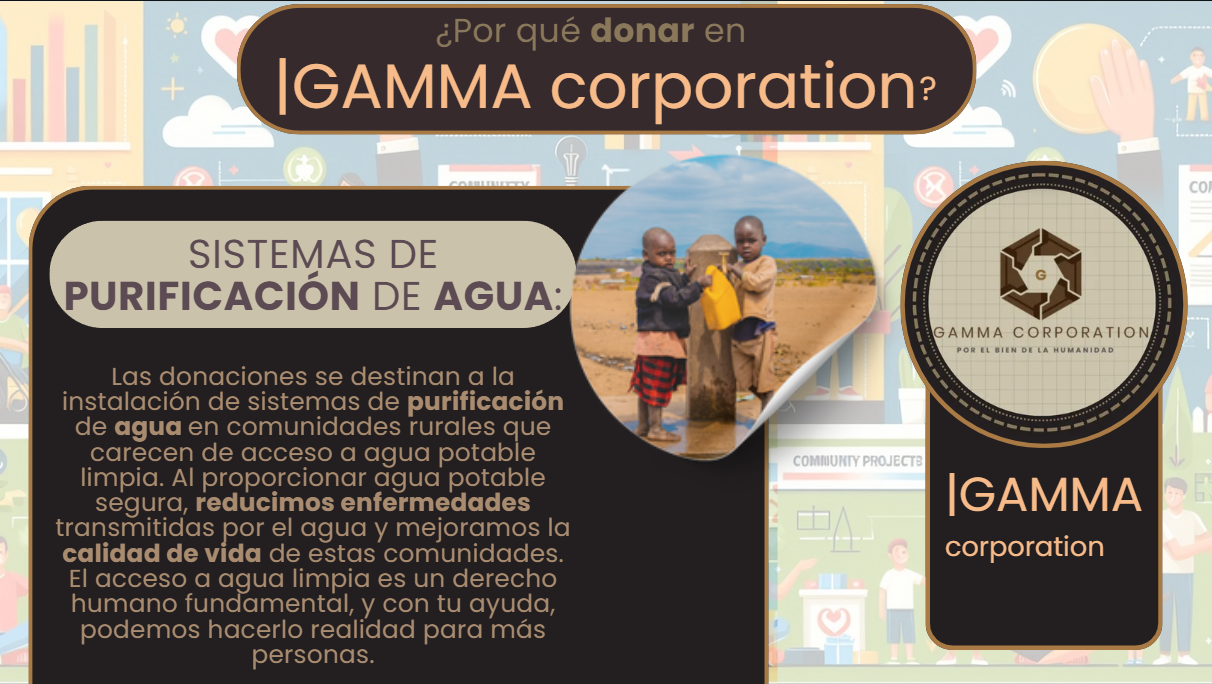 ¿Por qué donar en
|GAMMA corporation?
COMMUNITY
SISTEMAS DE
PURIFICACIÓN DE AGUA:
Las donaciones se destinan a la
instalación de sistemas de purificación
de agua en comunidades rurales que
carecen de acceso a agua potable
limpia. Al proporcionar agua potable
segura, reducimos enfermedades
transmitidas por el agua y mejoramos la
calidad de vida de estas comunidades.
El acceso a agua limpia es un derecho
humano fundamental, y con tu ayuda,
podemos hacerlo realidad para más
personas.
G
GAMMA CORPORATION
POR EL BIEN DE LA HUMANIDAD
COMMUNTY PROJECTS
|GAMMA
corporation